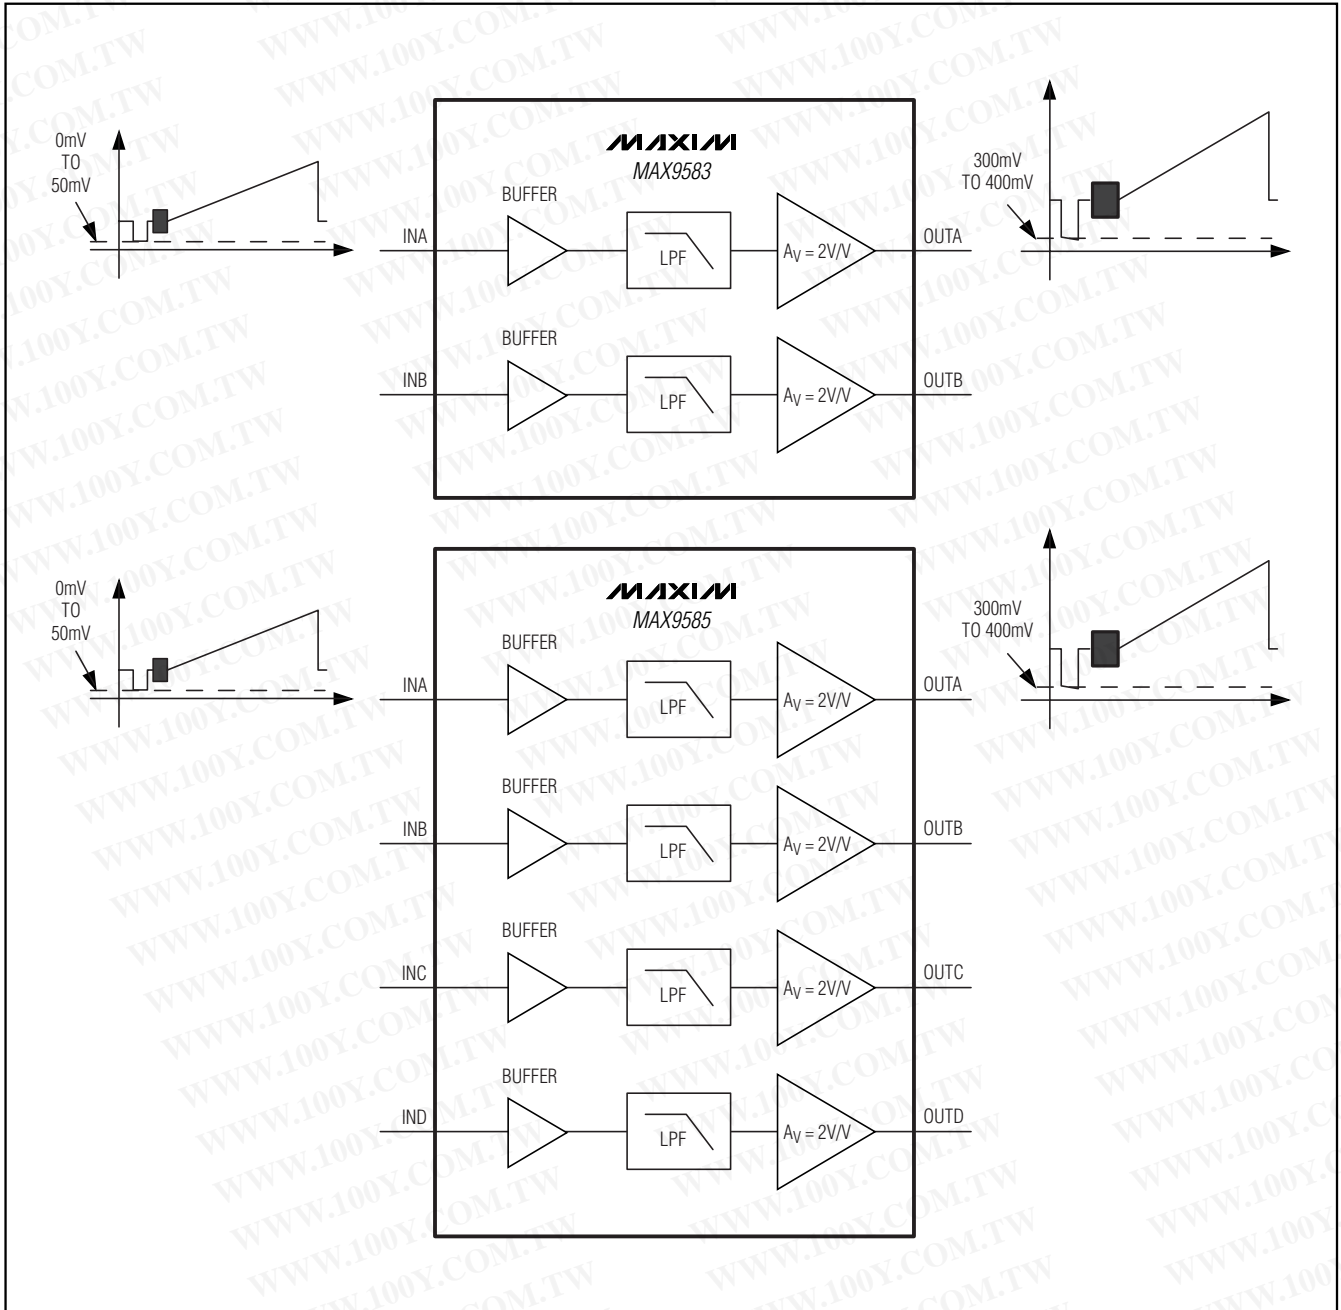 0mV
TO
50mV
MAXIM
MAX9583
300mV
TO 400mV
BUFFER
INA
LPF
AV = 2V/V
OUTA
BUFFER
INB
LPF
AV = 2V/V
OUTB
0mV
TO
50mV
MAXIM
MAX9585
300mV
TO 400mV
BUFFER
INA
LPF
AV = 2V/V
OUTA
BUFFER
INB
LPF
AV = 2V/V
OUTB
BUFFER
INC
LPF
AV = 2V/V
OUTC
BUFFER
IND
LPF
AV = 2V/V
OUTD
WWW.100Y.COM.TW